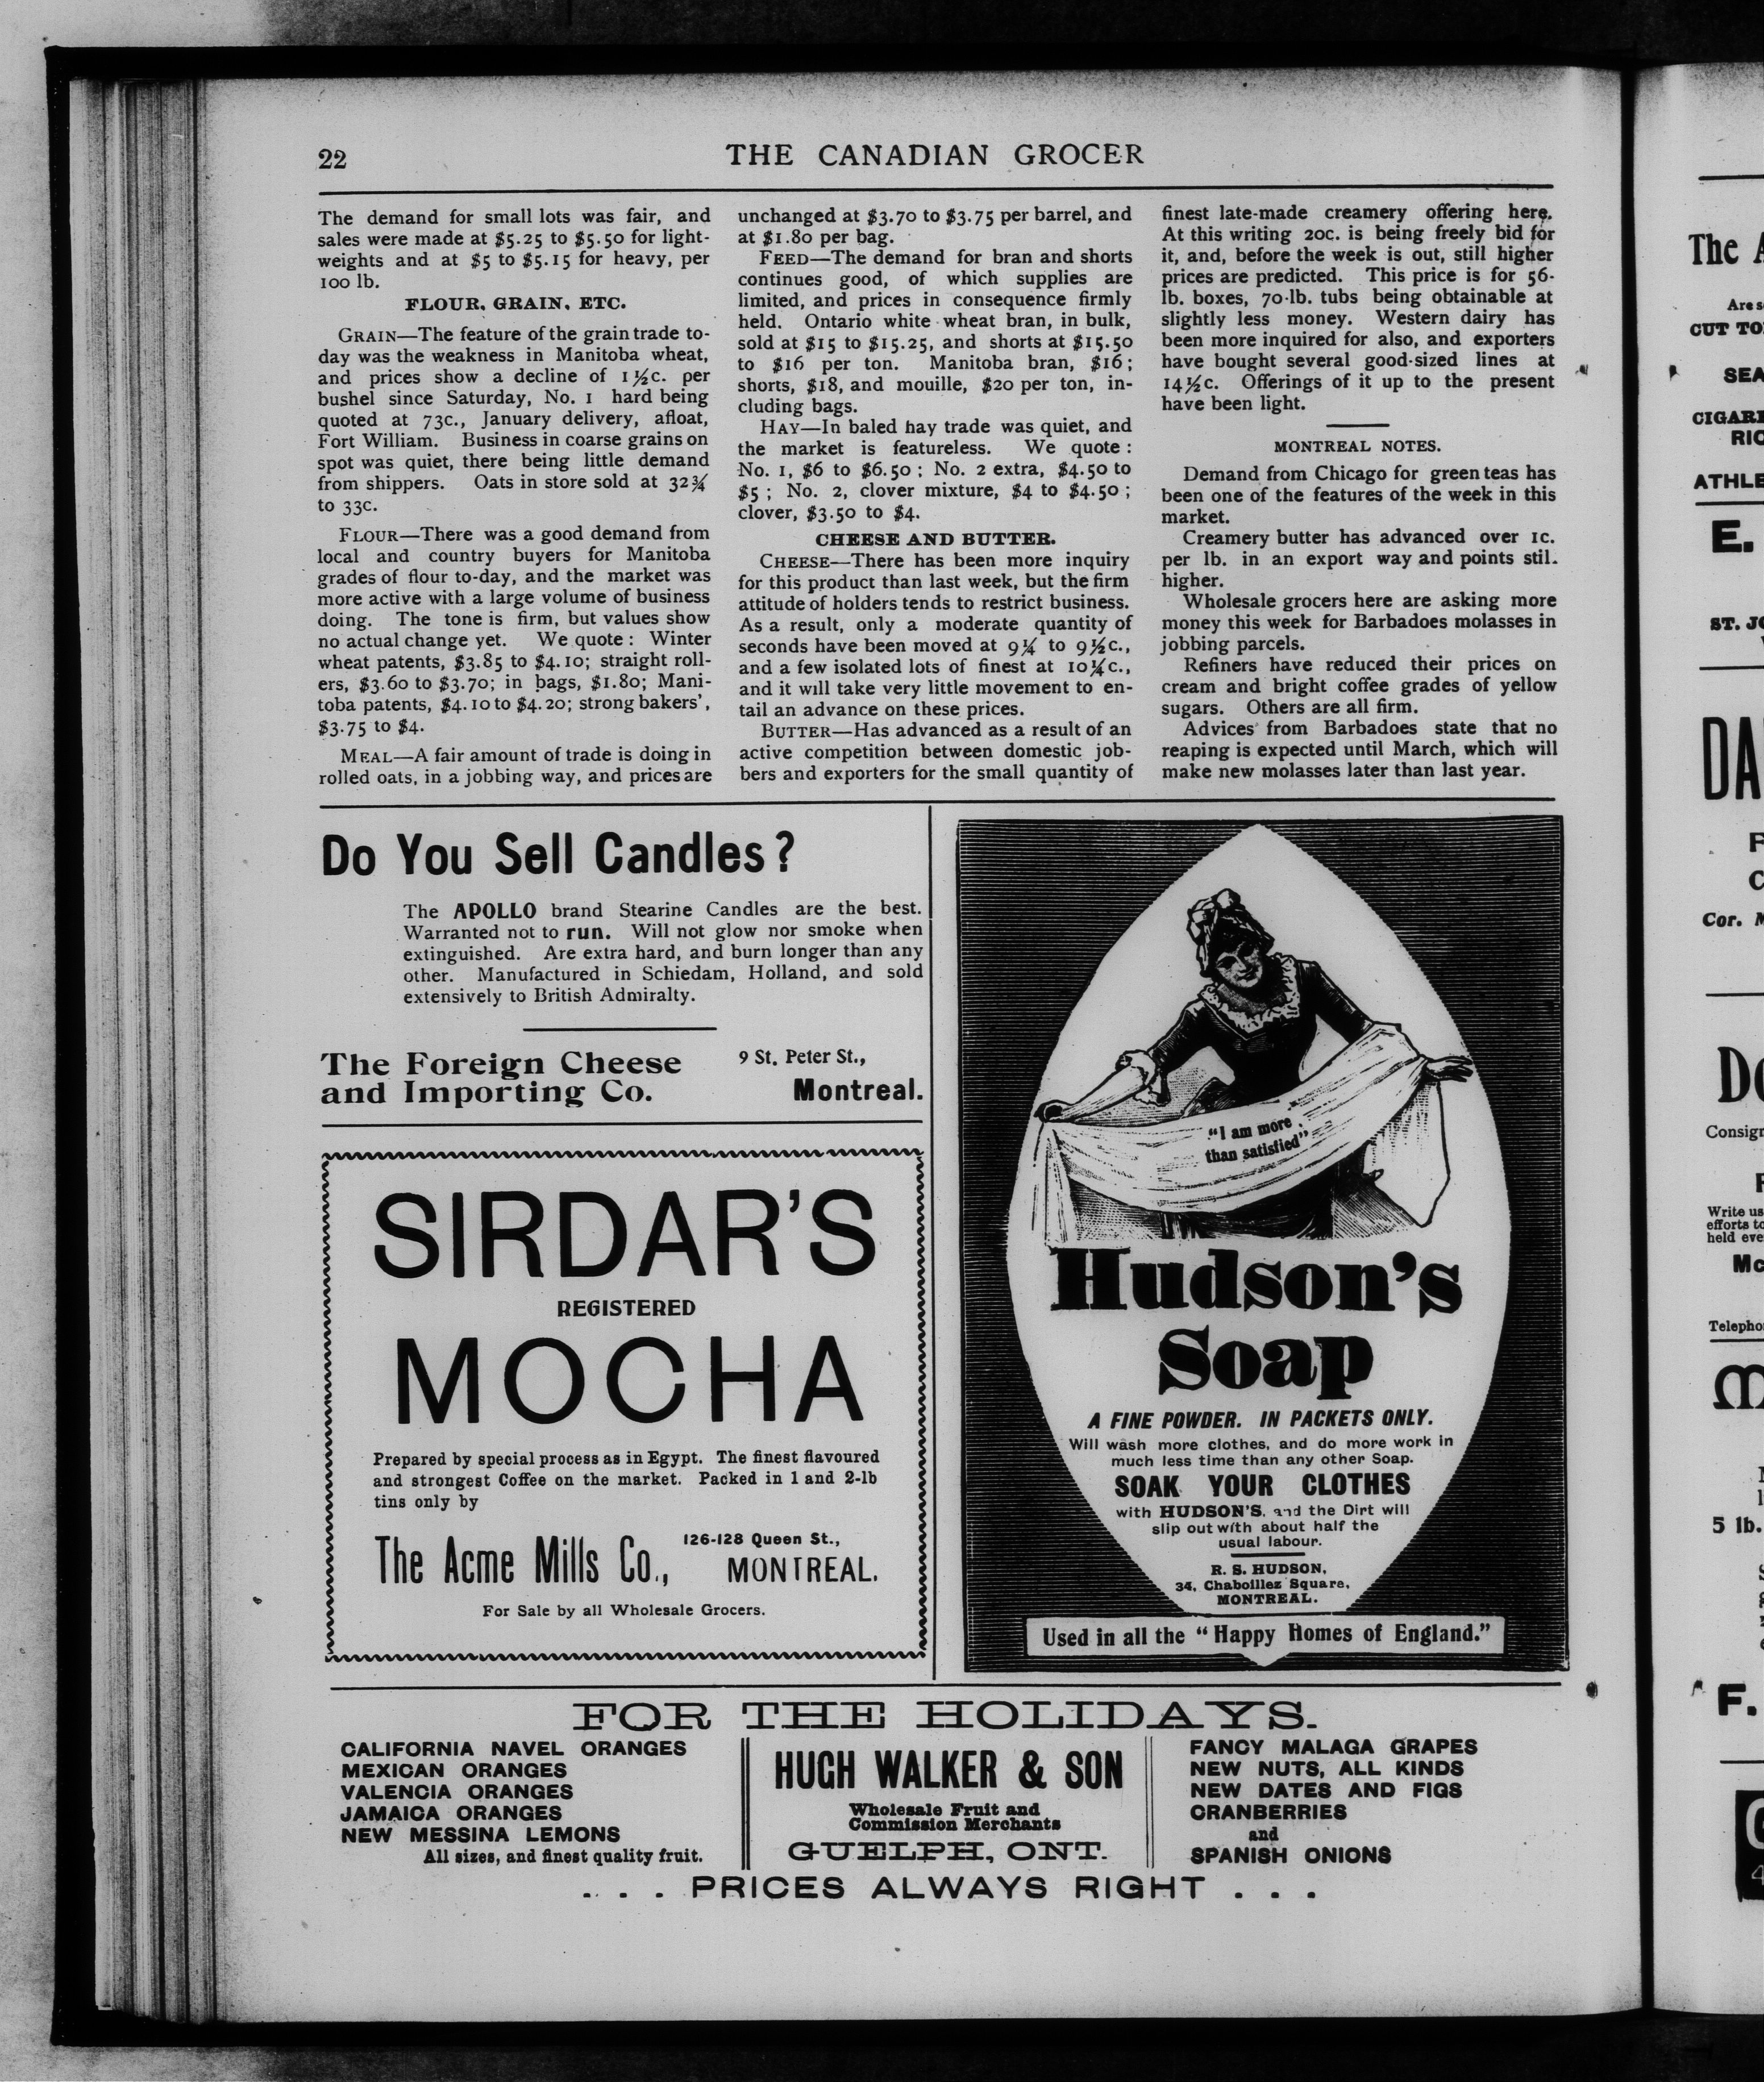 22
THE CANADIAN GROCER
The demand for small lots was fair, and
sales were made at $5.25 to $5.50 for light-
weights and at $5 to $5.15 for heavy, per
100 lb.
FLOUR, GRAIN, ETC.
GRAIN—The feature of the grain trade to-
day was the weakness in Manitoba wheat,
and prices show a decline of 1½c. per
bushel since Saturday, No. 1 hard being
quoted at 73c., January delivery, afloat,
Fort William. Business in coarse grains on
spot was quiet, there being little demand
from shippers. Oats in store sold at 32¾
to 33c.
FLOUR—There was a good demand from
local and country buyers for Manitoba
grades of flour to-day, and the market was
more active with a large volume of business
doing. The tone is firm, but values show
no actual change yet. We quote: Winter
wheat patents, $3.85 to $4.10; straight roll-
ers, $3.60 to $3.70; in bags, $1.80; Mani-
toba patents, $4.10 to $4.20; strong bakers',
$3.75 to $4.
MEAL—A fair amount of trade is doing in
rolled oats, in a jobbing way, and prices are
unchanged at $3.70 to $3.75 per barrel, and
at $1.80 per bag.
FEED—The demand for bran and shorts
continues good, of which supplies are
limited, and prices in consequence firmly
held. Ontario white wheat bran, in bulk,
sold at $15 to $15.25, and shorts at $15.50
to $16 per ton. Manitoba bran, $16;
shorts, $18, and mouille, $20 per ton, in-
cluding bags.
HAY—In baled hay trade was quiet, and
the market is featureless. We quote:
No. 1, $6 to $6.50; No. 2 extra, $4.50 to
$5; No. 2, clover mixture, $4 to $4.50;
clover, $3.50 to $4.
CHEESE AND BUTTER.
CHEESE—There has been more inquiry
for this product than last week, but the firm
attitude of holders tends to restrict business.
As a result, only a moderate quantity of
seconds have been moved at 9¼ to 9½c.,
and a few isolated lots of finest at 10¼c.,
and it will take very little movement to en-
tail an advance on these prices.
BUTTER—Has advanced as a result of an
active competition between domestic job-
bers and exporters for the small quantity of
finest late-made creamery offering here.
At this writing 20c. is being freely bid for
it, and, before the week is out, still higher
prices are predicted. This price is for 56-
lb. boxes, 70-lb. tubs being obtainable at
slightly less money. Western dairy has
been more inquired for also, and exporters
have bought several good-sized lines at
14½c. Offerings of it up to the present
have been light.
MONTREAL NOTES.
Demand from Chicago for green teas has
been one of the features of the week in this
market.
Creamery butter has advanced over 1c.
per lb. in an export way and points stil.
higher.
Wholesale grocers here are asking more
money this week for Barbadoes molasses in
jobbing parcels.
Refiners have reduced their prices on
cream and bright coffee grades of yellow
sugars. Others are all firm.
Advices from Barbadoes state that no
reaping is expected until March, which will
make new molasses later than last year.
Do You Sell Candles?
The APOLLO brand Stearine Candles are the best.
Warranted not to run. Will not glow nor smoke when
extinguished. Are extra hard, and burn longer than any
other. Manufactured in Schiedam, Holland, and sold
extensively to British Admiralty.
The Foreign Cheese
and Importing Co.
9 St. Peter St.,
Montreal.
SIRDAR'S
REGISTERED
MOCHA
Prepared by special process as in Egypt. The finest flavoured
and strongest Coffee on the market. Packed in 1 and 2-lb
tins only by
The Acme Mills Co.,
126-128 Queen St.,
MONTREAL.
For Sale by all Wholesale Grocers.
"I am more
than satisfied"
Hudson's
Soap
A FINE POWDER. IN PACKETS ONLY.
Will wash more clothes, and do more work in
much less time than any other Soap.
SOAK YOUR CLOTHES
with HUDSON'S, and the Dirt will
slip out with about half the
usual labour.
R. S. HUDSON,
34, Chaboillez Square,
MONTREAL.
Used in all the "Happy Homes of England."
FOR THE HOLIDAYS.
CALIFORNIA NAVEL ORANGES
MEXICAN ORANGES
VALENCIA ORANGES
JAMAICA ORANGES
NEW MESSINA LEMONS
All sizes, and finest quality fruit.
HUGH WALKER & SON
Wholesale Fruit and
Commission Merchants
GUELPH, ONT.
FANCY MALAGA GRAPES
NEW NUTS, ALL KINDS
NEW DATES AND FIGS
CRANBERRIES
and
SPANISH ONIONS
. . . PRICES ALWAYS RIGHT . . .
The
CUT
E.
Cor.
Write us
efforts
held
5 lb.
F.